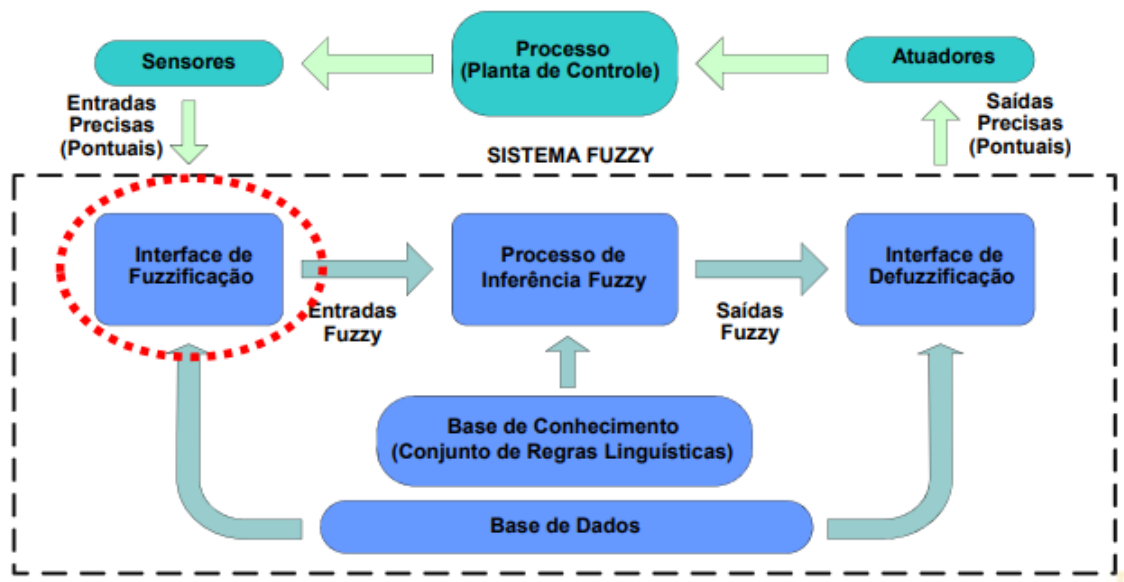 Sensores
Processo
(Planta de Controle)
Atuadores
Entradas
Precisas
(Pontuais)
Saídas
Precisas
(Pontuais)
SISTEMA FUZZY
Interface de
Fuzzificação
Processo de
Inferência Fuzzy
Interface de
Defuzzificação
Entradas
Fuzzy
Saídas
Fuzzy
Base de Conhecimento
(Conjunto de Regras Linguísticas)
Base de Dados